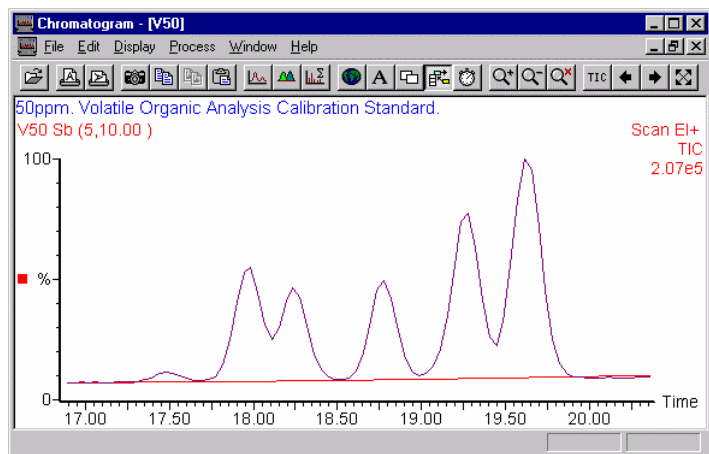 Chromatogram - [V50]
File Edit Display Process Window Help
A TIC
50ppm. Volatile Organic Analysis Calibration Standard.
V50 Sb (5,10.00 )
Scan EI+
TIC
2.07e5
100
%
0
Time
17.00 17.50 18.00 18.50 19.00 19.50 20.00